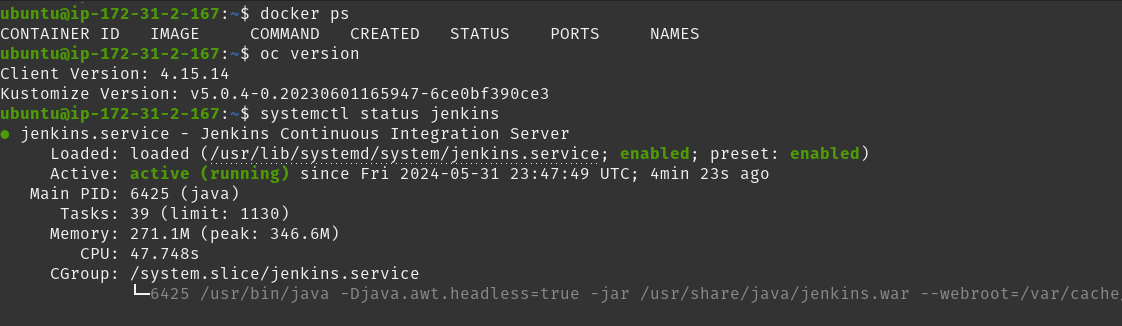 ubuntu@ip-172-31-2-167:~$ docker ps
CONTAINER ID   IMAGE     COMMAND   CREATED   STATUS    PORTS     NAMES
ubuntu@ip-172-31-2-167:~$ oc version
Client Version: 4.15.14
Kustomize Version: v5.0.4-0.20230601165947-6ce0bf390ce3
ubuntu@ip-172-31-2-167:~$ systemctl status jenkins
● jenkins.service - Jenkins Continuous Integration Server
     Loaded: loaded (/usr/lib/systemd/system/jenkins.service; enabled; preset: enabled)
     Active: active (running) since Fri 2024-05-31 23:47:49 UTC; 4min 23s ago
   Main PID: 6425 (java)
      Tasks: 39 (limit: 1130)
     Memory: 271.1M (peak: 346.6M)
        CPU: 47.748s
     CGroup: /system.slice/jenkins.service
             └─6425 /usr/bin/java -Djava.awt.headless=true -jar /usr/share/java/jenkins.war --webroot=/var/cache/